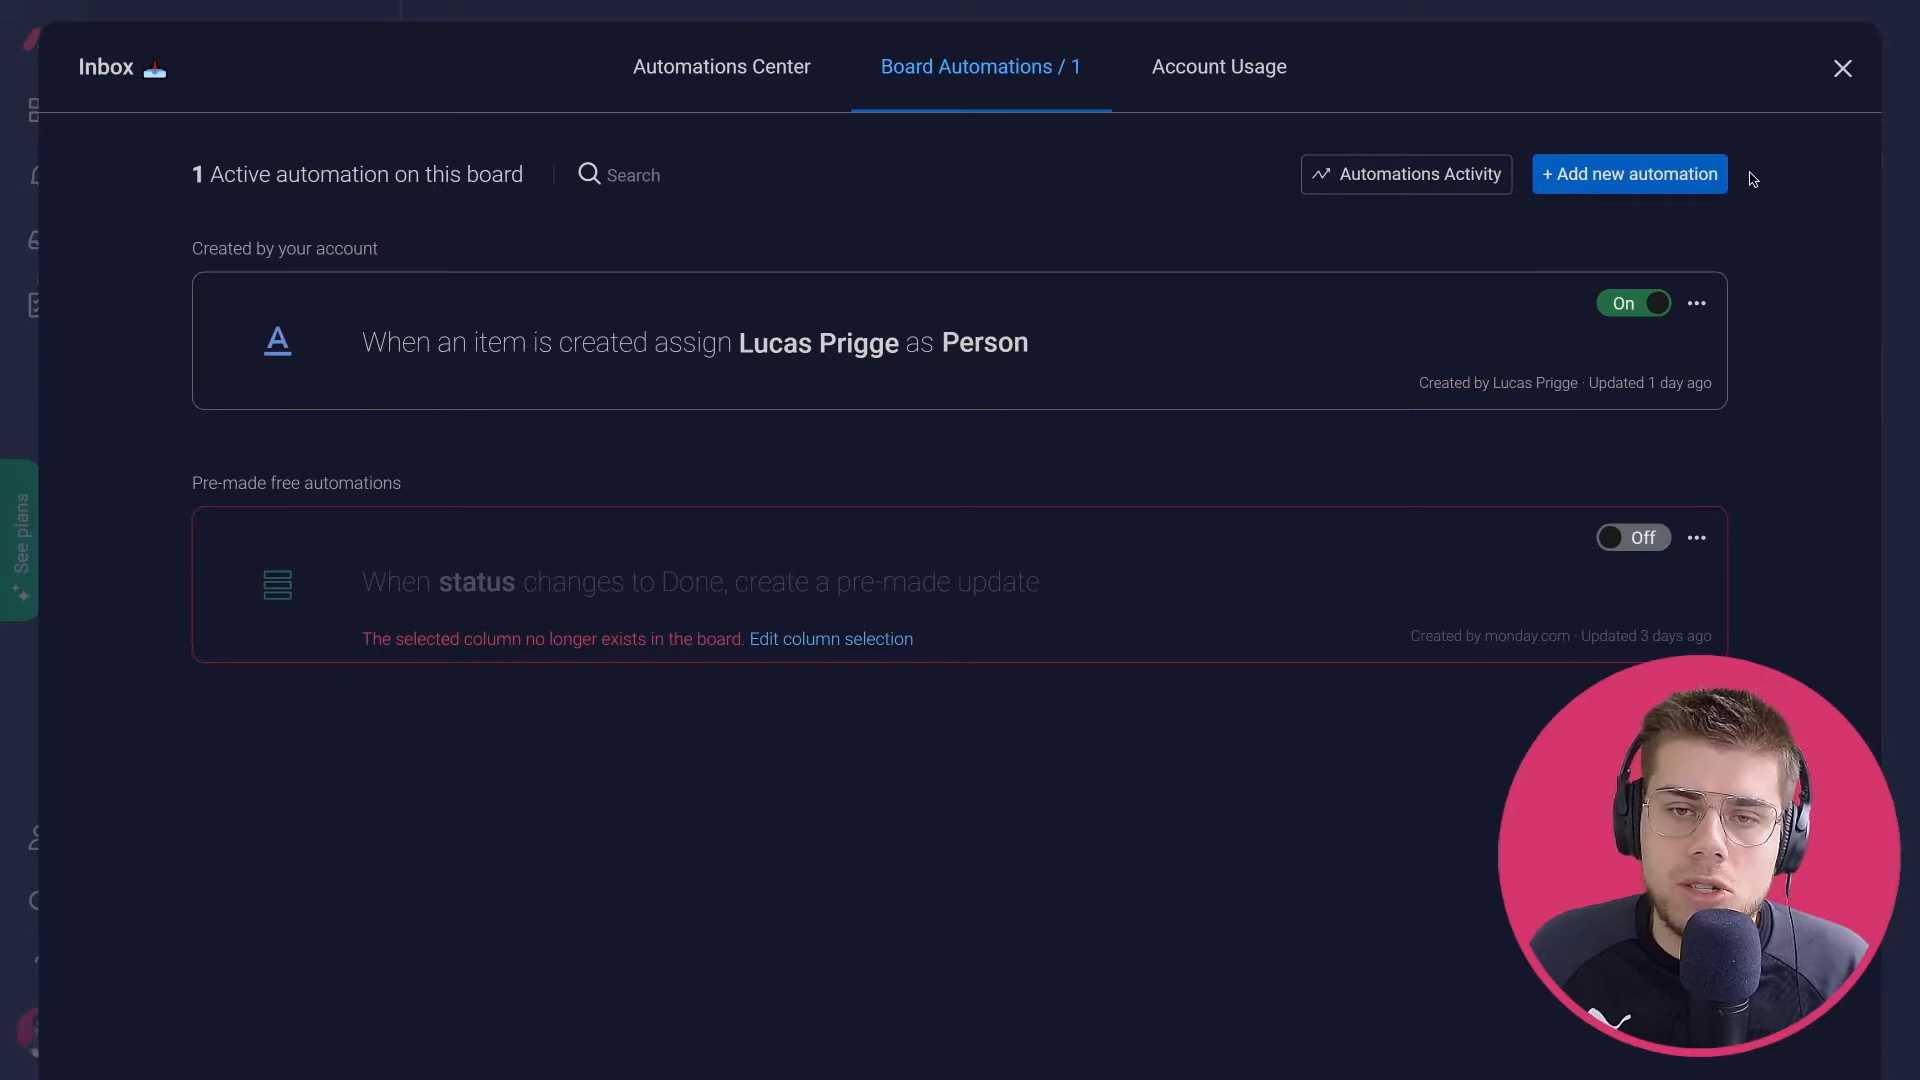 Inbox
Automations Center
Board Automations / 1
Account Usage
1 Active automation on this board
Search
Automations Activity
+ Add new automation
Created by your account
On
When an item is created assign Lucas Prigge as Person
Created by Lucas Prigge · Updated 1 day ago
Pre-made free automations
Off
When status changes to Done, create a pre-made update
The selected column no longer exists in the board. Edit column selection
Created by monday.com · Updated 3 days ago
See plans